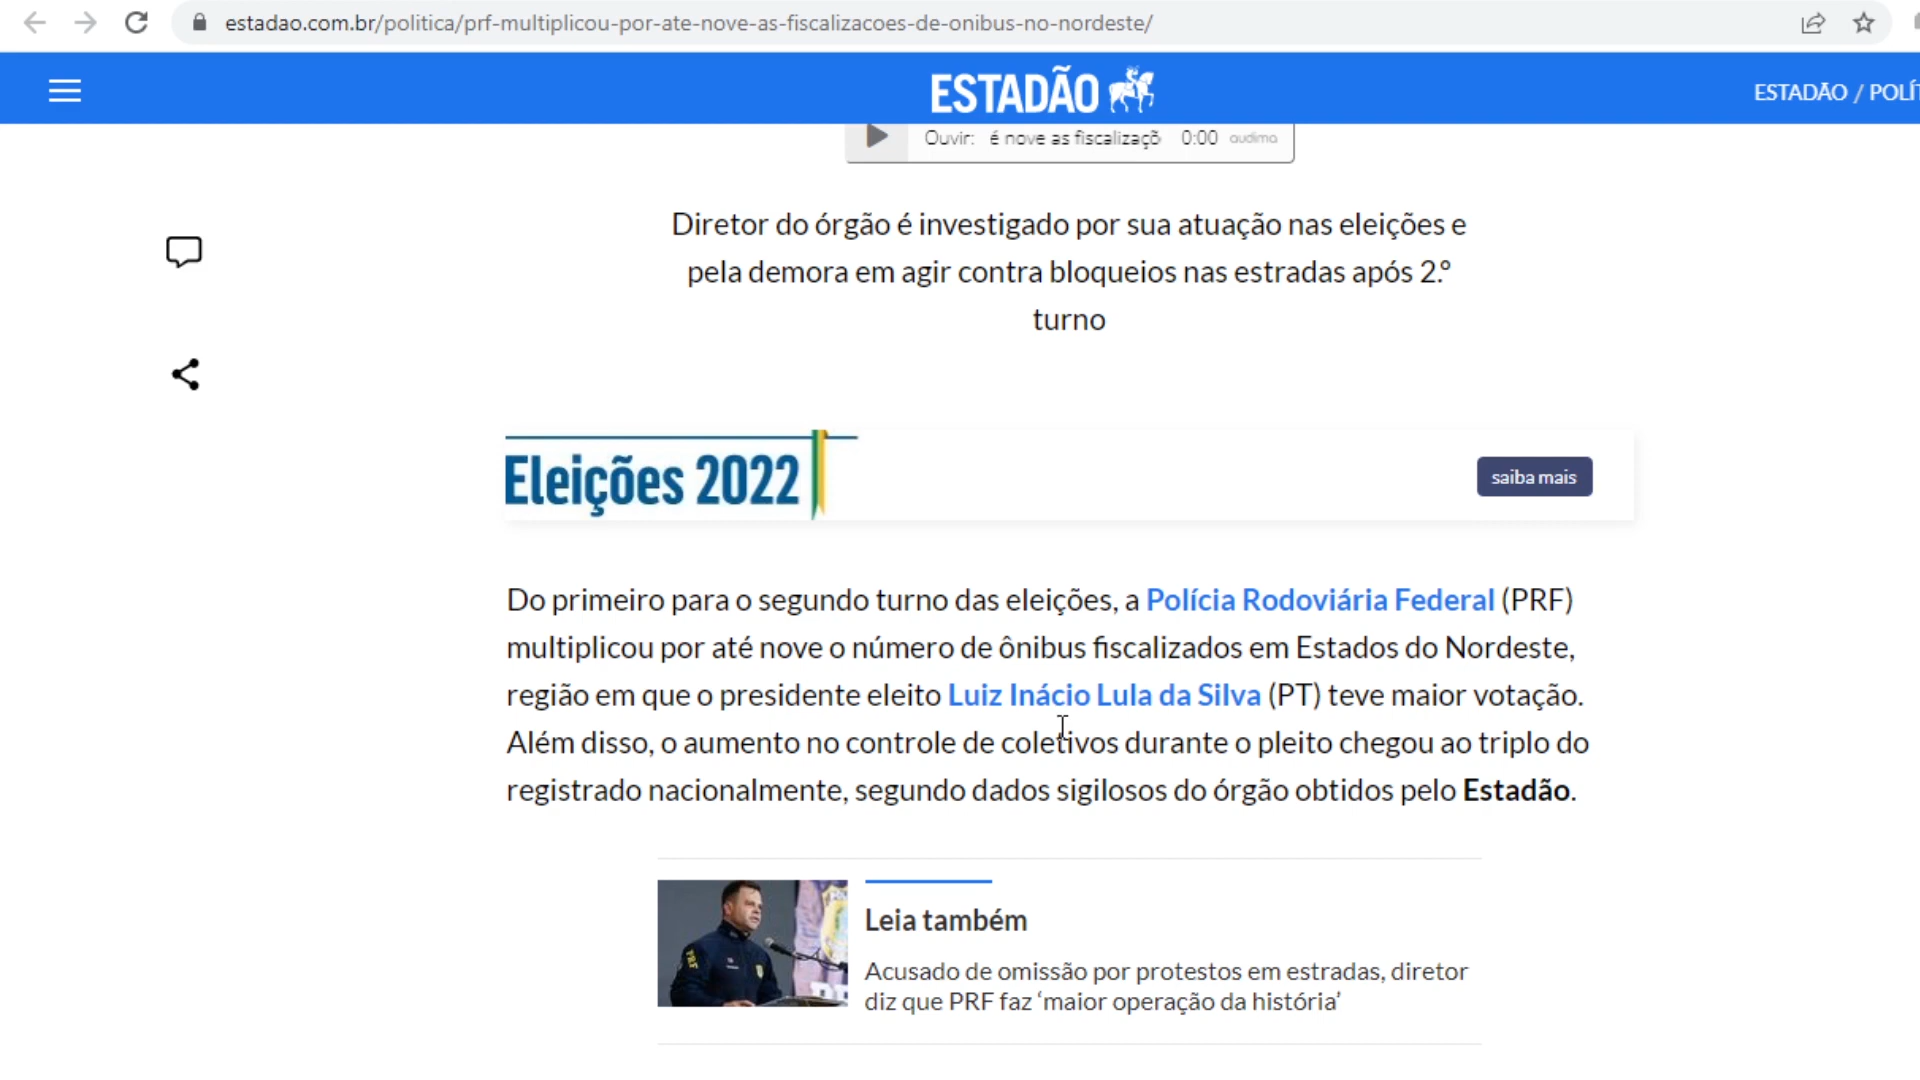 estadao.com.br/politica/prf-multiplicou-por-ate-nove-as-fiscalizacoes-de-onibus-no-nordeste/
ESTADÃO
ESTADÃO / POLÍT
Ouvir: é nove as fiscalizaçõ 0:00 audima
Diretor do órgão é investigado por sua atuação nas eleições e
pela demora em agir contra bloqueios nas estradas após 2.º
turno
Eleições 2022
saiba mais
Do primeiro para o segundo turno das eleições, a Polícia Rodoviária Federal (PRF)
multiplicou por até nove o número de ônibus fiscalizados em Estados do Nordeste,
região em que o presidente eleito Luiz Inácio Lula da Silva (PT) teve maior votação.
Além disso, o aumento no controle de coletivos durante o pleito chegou ao triplo do
registrado nacionalmente, segundo dados sigilosos do órgão obtidos pelo Estadão.
PRF
Leia também
Acusado de omissão por protestos em estradas, diretor
diz que PRF faz ‘maior operação da história’